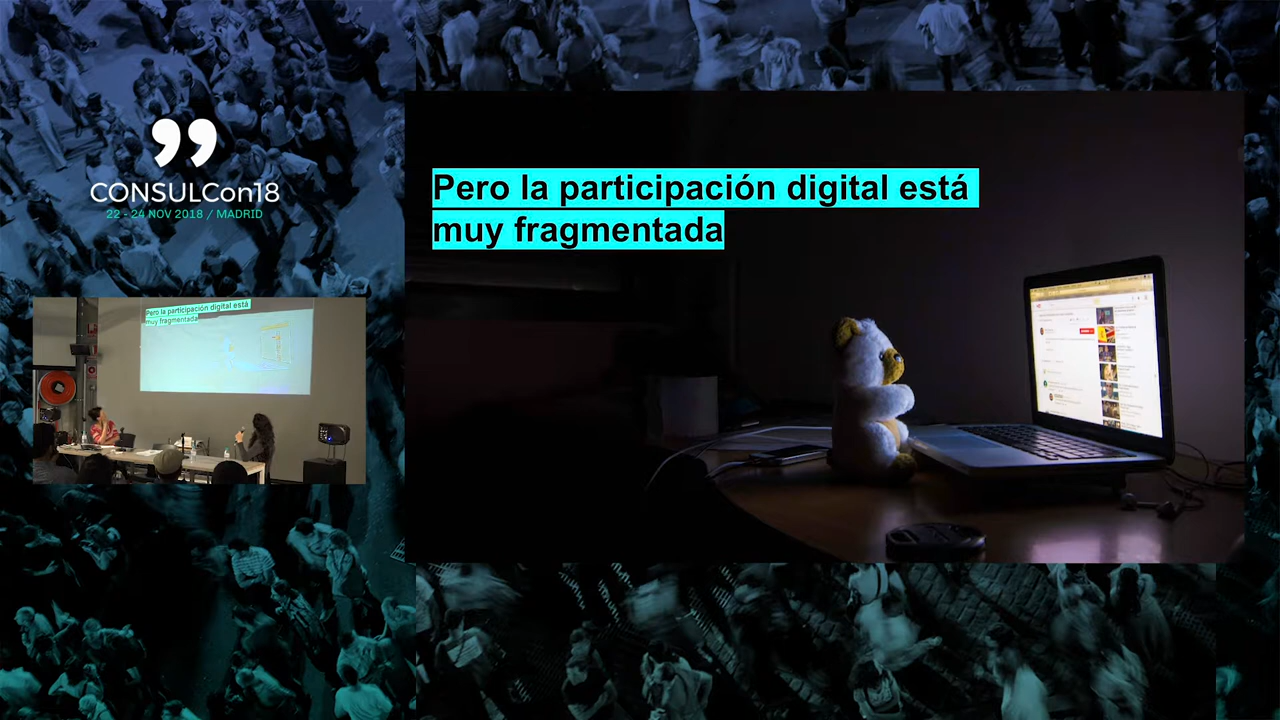 CONSULCon18
22 - 24 NOV 2018 / MADRID
Pero la participación digital está
muy fragmentada
Pero la participación digital está
muy fragmentada